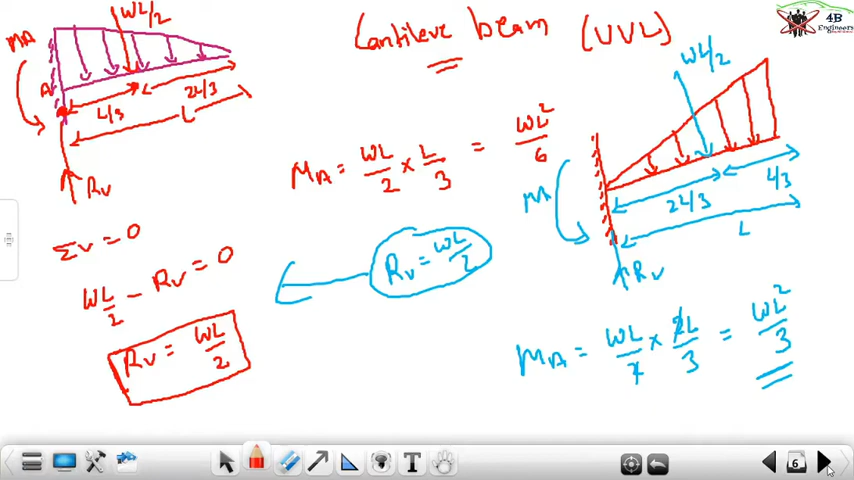 Cantileve beam (UVL)
4B
Engineers
WL/2
MA
A
L/3
2L/3
L
RV
MA = WL/2 × L/3 = WL²/6
ΣV = 0
WL/2 - RV = 0
RV = WL/2
RV = WL/2
WL/2
MA
2L/3
4/3
L
RV
MA = WL/2 × 2L/3 = WL²/3
6